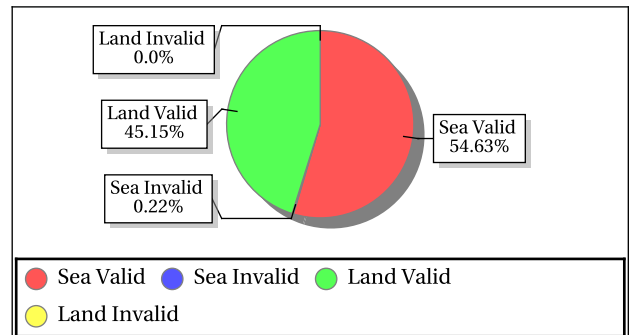 Land Invalid
0.0%
Land Valid
45.15%
Sea Valid
54.63%
Sea Invalid
0.22%
Sea Valid
Sea Invalid
Land Valid
Land Invalid